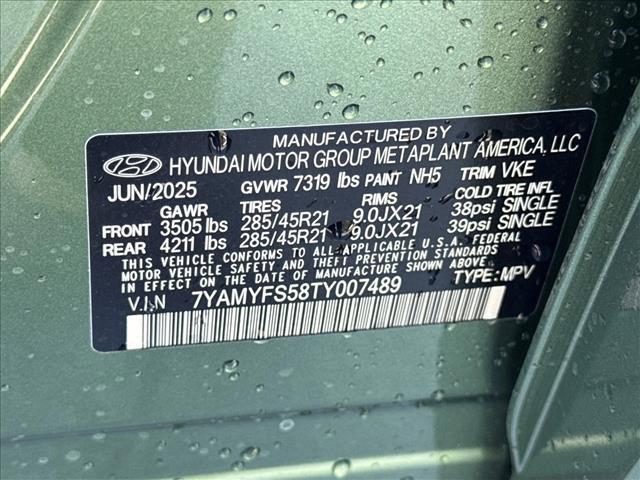 MANUFACTURED BY
HYUNDAI MOTOR GROUP METAPLANT AMERICA, LLC
JUN/2025 GVWR 7319 lbs PAINT NH5 TRIM VKE
GAWR TIRES RIMS COLD TIRE INFL
FRONT 3505 lbs 285/45R21 9.0JX21 38psi SINGLE
REAR 4211 lbs 285/45R21 9.0JX21 39psi SINGLE
THIS VEHICLE CONFORMS TO ALL APPLICABLE U.S.A. FEDERAL
MOTOR VEHICLE SAFETY AND THEFT PREVENTION STANDARDS
IN EFFECT ON THE DATE OF MANUFACTURE SHOWN ABOVE.
V.I.N 7YAMYFS58TY007489 TYPE: MPV